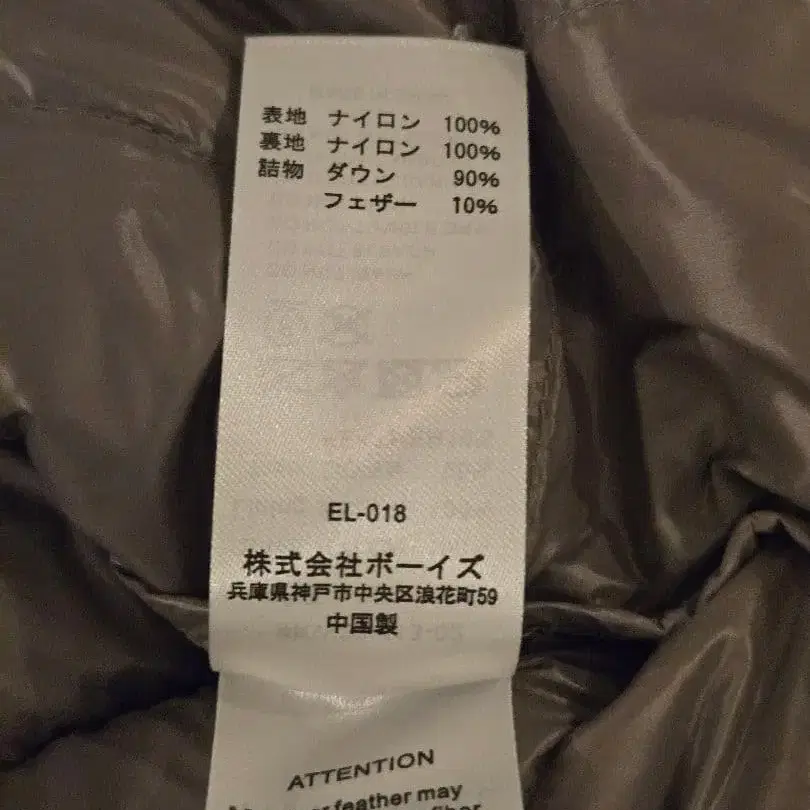 表地 ナイロン 100%
裏地 ナイロン 100%
詰物 ダウン 90%
フェザー 10%
EL-018
株式会社ボーイズ
兵庫県神戸市中央区浪花町59
中国製
ATTENTION
feather may